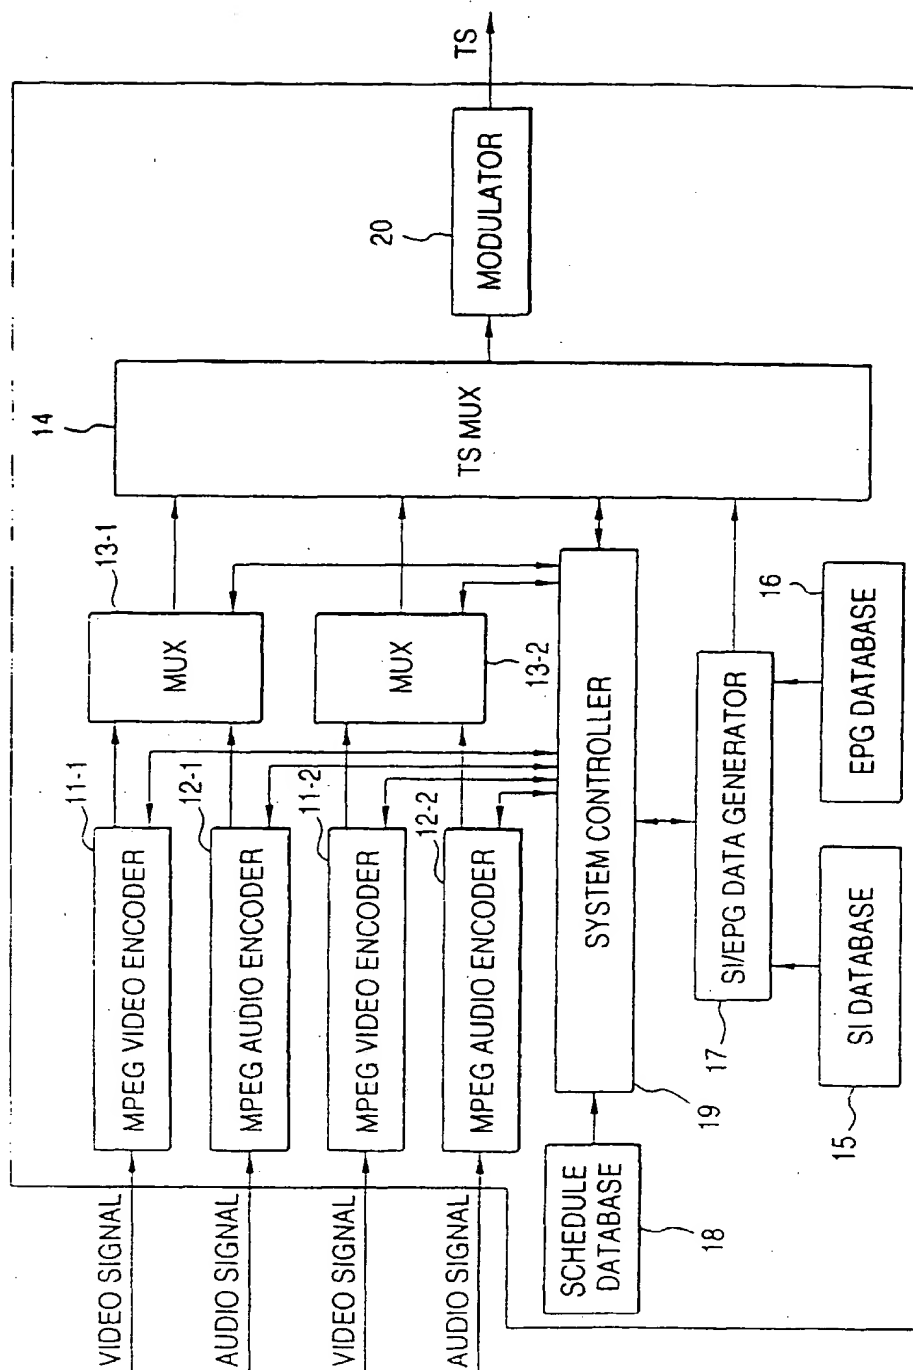 VIDEO SIGNAL
11-1
MPEG VIDEO ENCODER
13-1
MUX
AUDIO SIGNAL
12-1
MPEG AUDIO ENCODER
14
TS MUX
20
MODULATOR
TS
VIDEO SIGNAL
11-2
MPEG VIDEO ENCODER
MUX
13-2
AUDIO SIGNAL
12-2
MPEG AUDIO ENCODER
SCHEDULE
DATABASE
18
SYSTEM CONTROLLER
19
SI/EPG DATA GENERATOR
17
SI DATABASE
15
EPG DATABASE
16